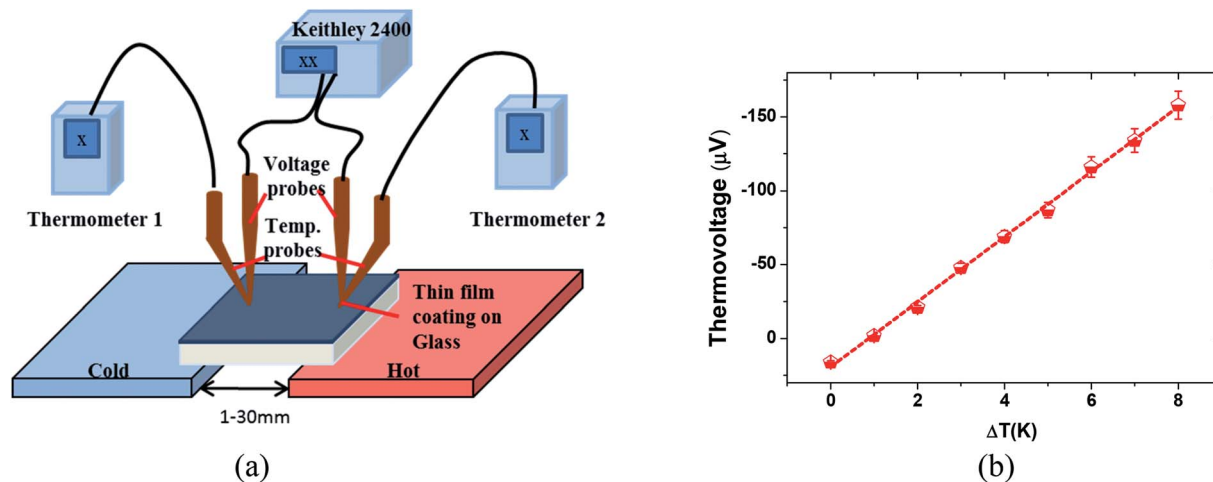 Keithley 2400
xx
x
x
Voltage
probes
Thermometer 1
Thermometer 2
Temp.
probes
Thin film
coating on
Glass
Cold
Hot
1-30mm
(a)
Thermovoltage (μV)
-150
-100
-50
0
0
2
4
6
8
ΔT(K)
(b)